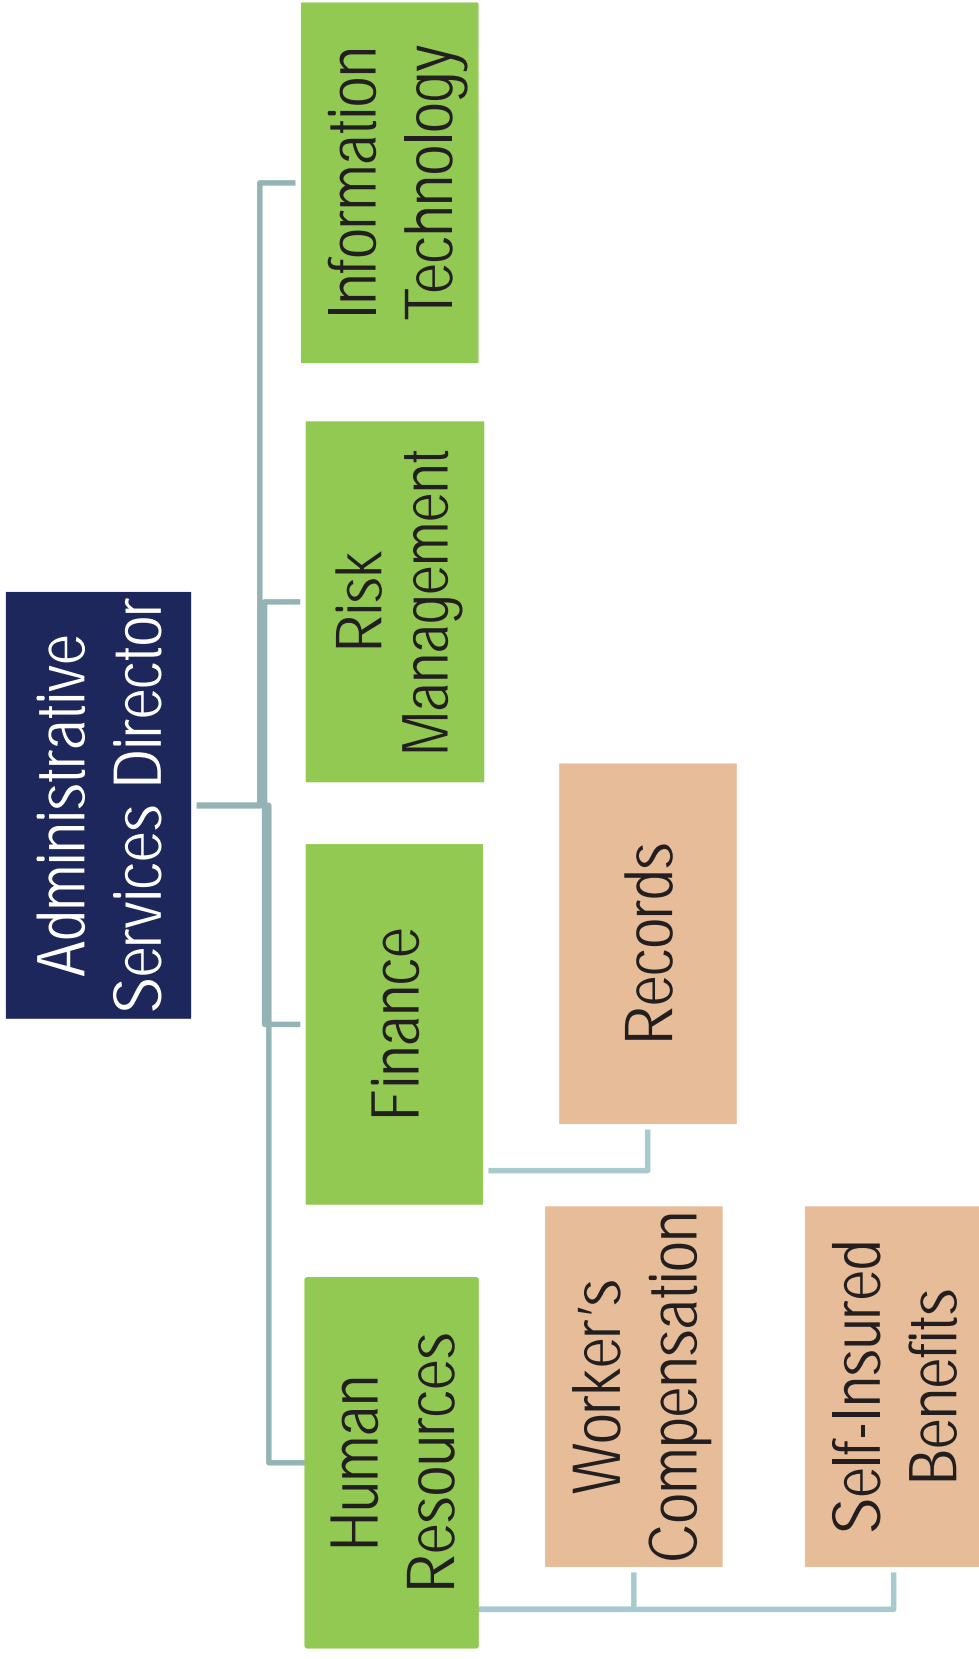 Administrative
Services Director
Human
Resources
Finance
Risk
Management
Information
Technology
Worker’s
Compensation
Records
Self-Insured
Benefits